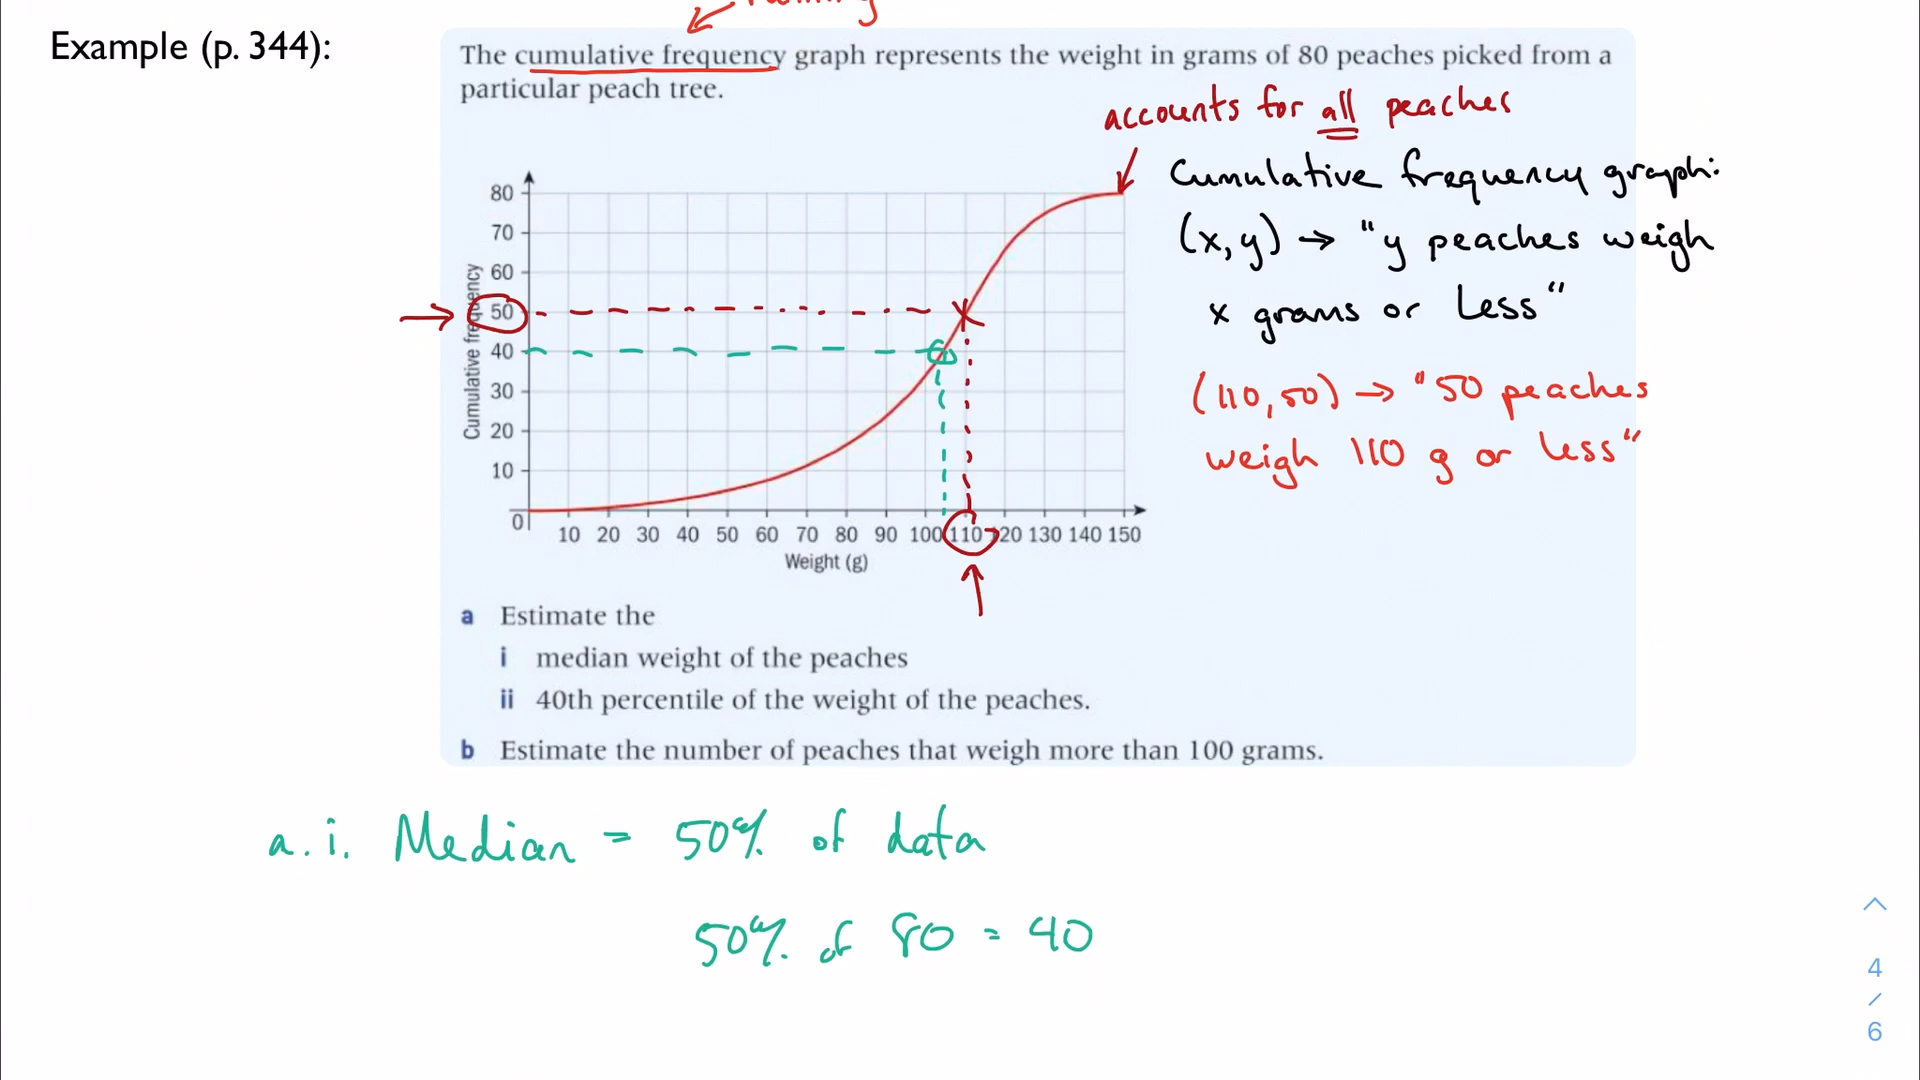 Example (p. 344):
The cumulative frequency graph represents the weight in grams of 80 peaches picked from a
particular peach tree.
accounts for all peaches
Cumulative frequency graph:
(x,y) → "y peaches weigh
x grams or less"
(110,50) → "50 peaches
weigh 110 g or less"
80
70
60
50
40
30
20
10
0
Cumulative frequency
10 20 30 40 50 60 70 80 90 100 110 120 130 140 150
Weight (g)
a Estimate the
i median weight of the peaches
ii 40th percentile of the weight of the peaches.
b Estimate the number of peaches that weigh more than 100 grams.
a.i. Median = 50% of data
50% of 80 = 40
4
/
6